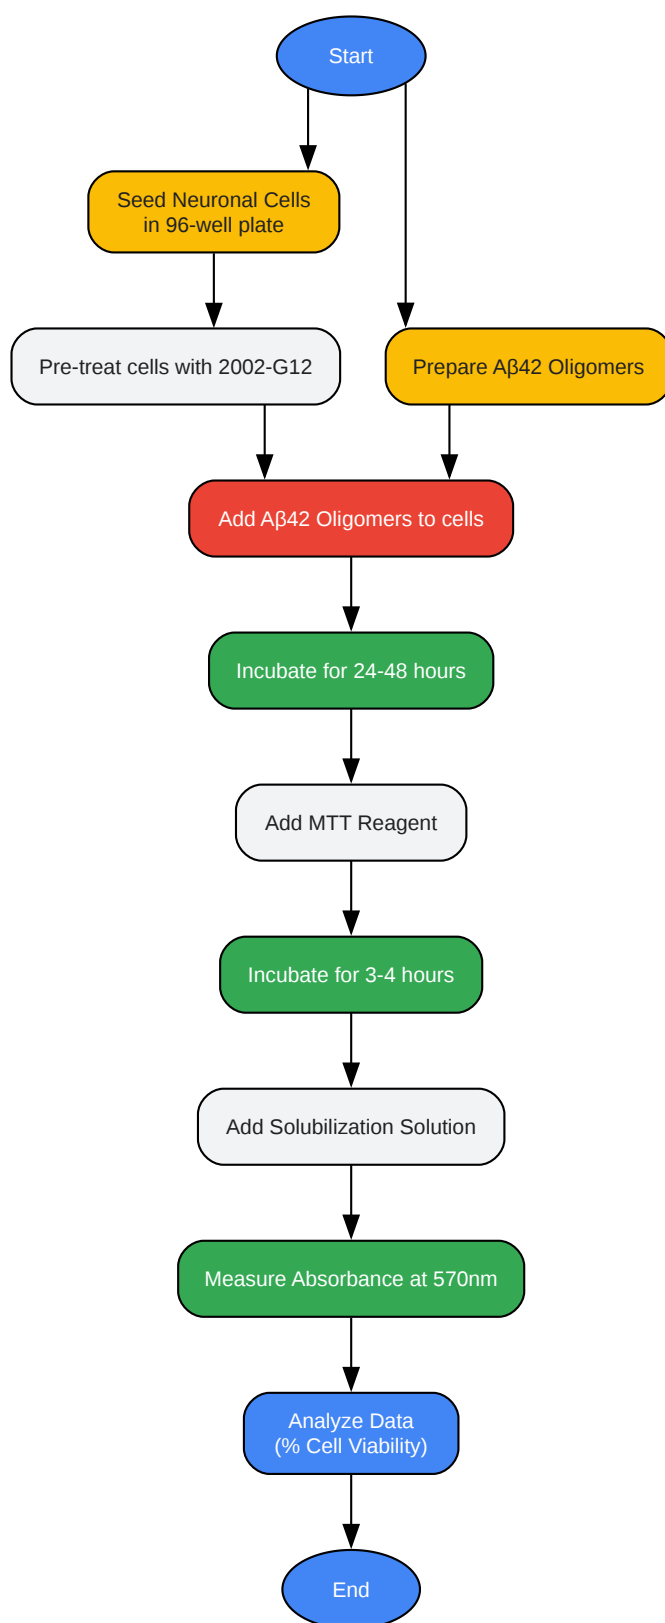 Start
Seed Neuronal Cells
in 96-well plate
Pre-treat cells with 2002-G12
Prepare Aβ42 Oligomers
Add Aβ42 Oligomers to cells
Incubate for 24-48 hours
Add MTT Reagent
Incubate for 3-4 hours
Add Solubilization Solution
Measure Absorbance at 570nm
Analyze Data
(% Cell Viability)
End